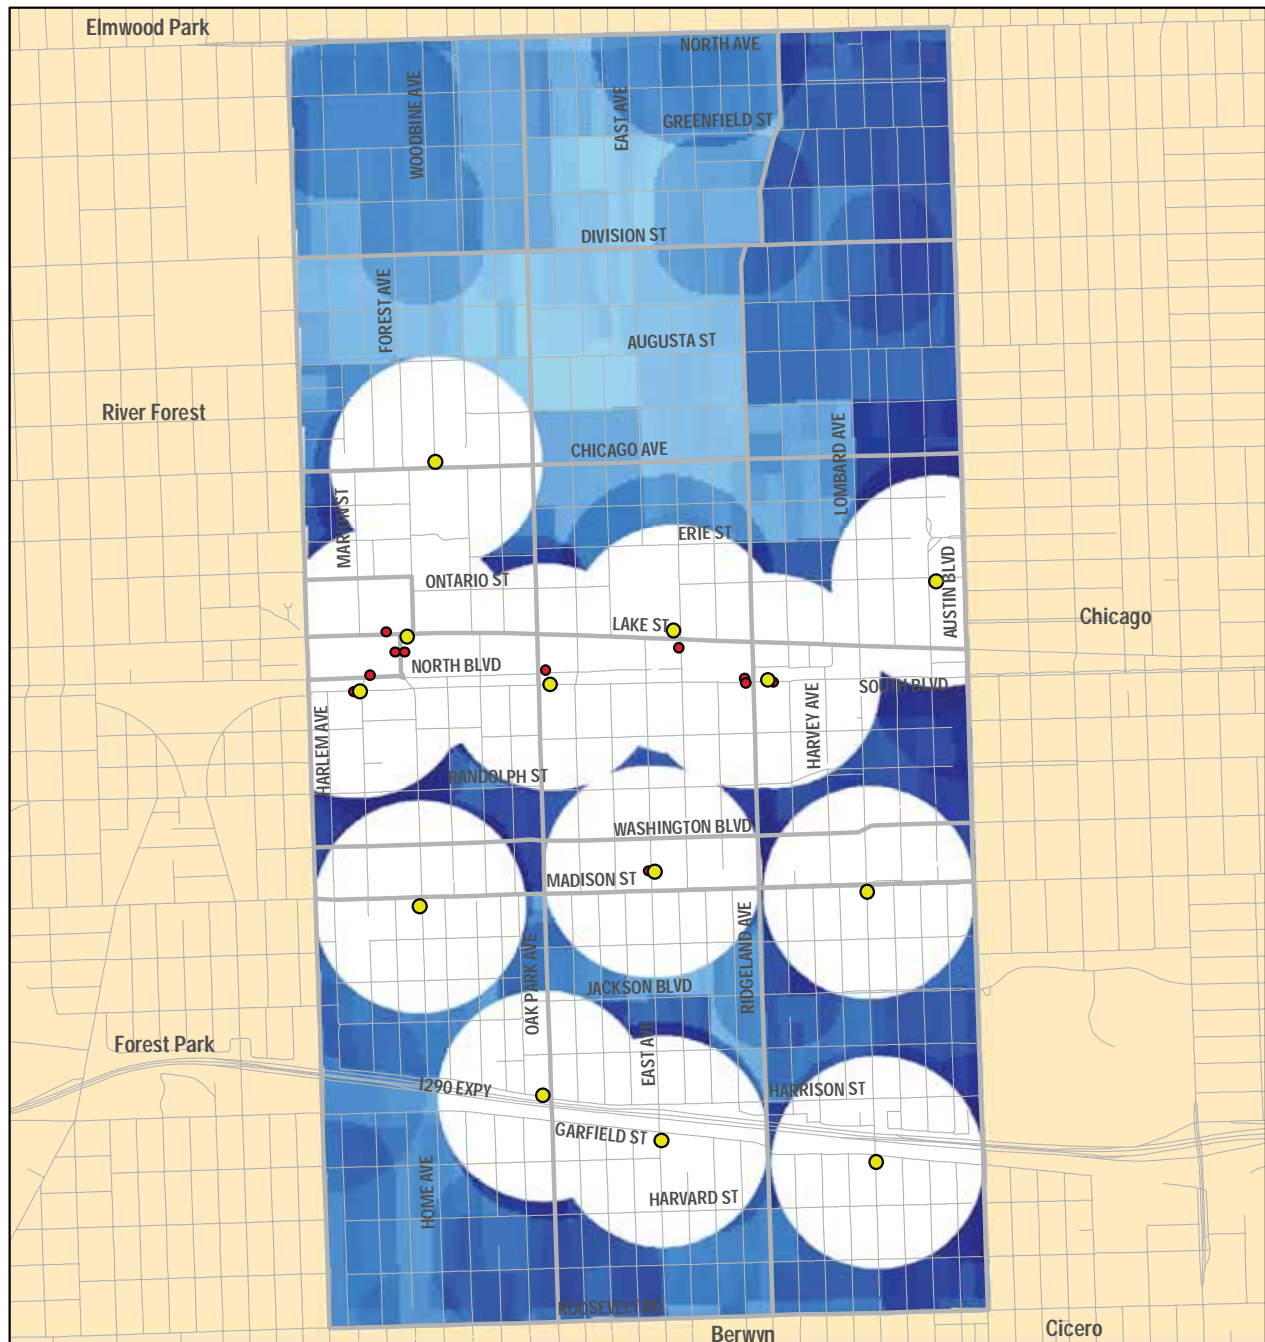 Elmwood Park
NORTH AVE
WOODBINE AVE
EAST AVE
GREENFIELD ST
DIVISION ST
FOREST AVE
AUGUSTA ST
River Forest
CHICAGO AVE
LOMBARD AVE
MARION ST
ERIE ST
ONTARIO ST
AUSTIN BLVD
Chicago
LAKE ST
NORTH BLVD
SOUTH BLVD
HARLEM AVE
HARVEY AVE
RANDOLPH ST
WASHINGTON BLVD
MADISON ST
OAK PARK AVE
RIDGELAND AVE
JACKSON BLVD
Forest Park
EAST AVE
I290 EXPY
HARRISON ST
GARFIELD ST
HOME AVE
HARVARD ST
ROOSEVELT RD
Berwyn
Cicero